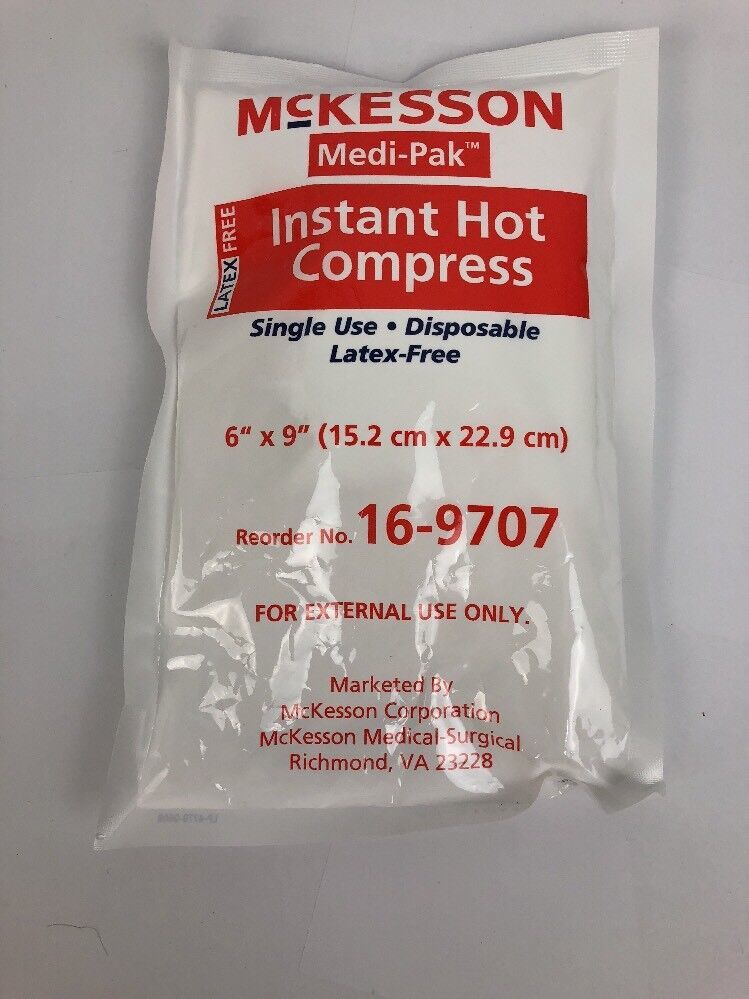 McKESSON
Medi-Pak™
LATEX FREE
Instant Hot
Compress
Single Use • Disposable
Latex-Free
6" x 9" (15.2 cm x 22.9 cm)
Reorder No. 16-9707
FOR EXTERNAL USE ONLY.
Marketed By
McKesson Corporation
McKesson Medical-Surgical
Richmond, VA 23228